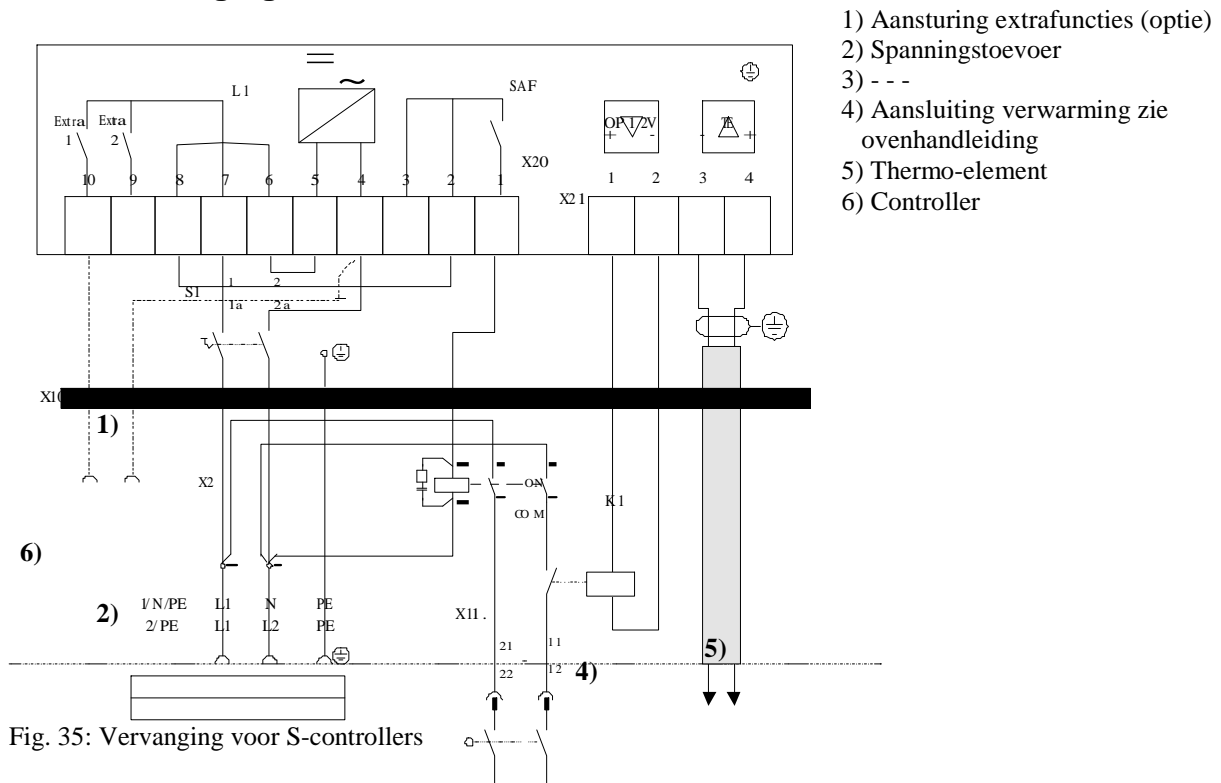 1) Aansturing extrafuncties (optie)
2) Spanningstoevoer
3) - - -
4) Aansluiting verwarming zie
ovenhandleiding
5) Thermo-element
6) Controller
L1
SAF
Extra
1
Extra
2
OP 1/2V
+ -
TE
- +
X20
10 9 8 7 6 5 4 3 2 1
X21
1 2 3 4
1 2
S1
1a 2a
X10
1)
X2
ON
COM
K1
6)
2)
1/N/PE L1 N PE
2/PE L1 L2 PE
X11.
21 11
22 12
4)
5)
Fig. 35: Vervanging voor S-controllers